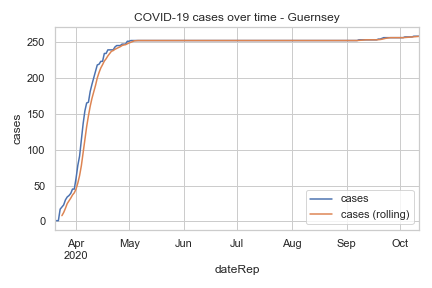 COVID-19 cases over time - Guernsey
cases
250
200
150
100
50
0
cases
cases (rolling)
Apr May Jun Jul Aug Sep Oct
2020
dateRep